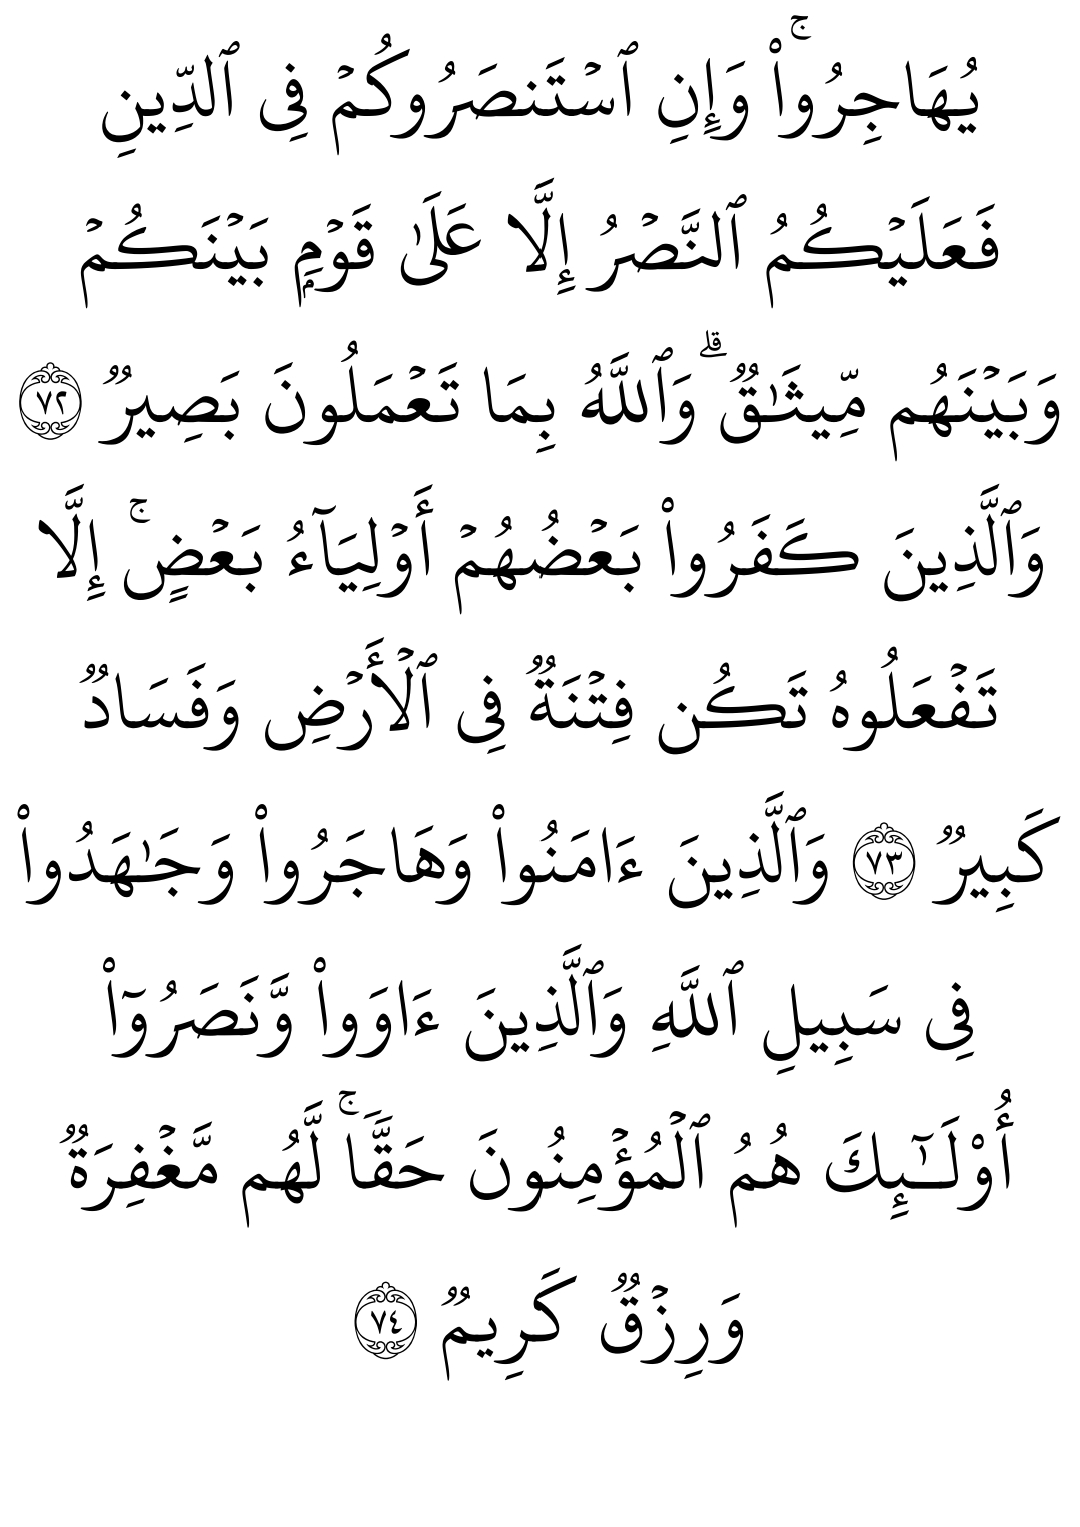 يُهَاجِرُوا۟ ۚ وَإِنِ ٱسْتَنصَرُوكُمْ فِى ٱلدِّينِ
فَعَلَيْكُمُ ٱلنَّصْرُ إِلَّا عَلَىٰ قَوْمٍۭ بَيْنَكُمْ
وَبَيْنَهُم مِّيثَـٰقٌ ۗ وَٱللَّهُ بِمَا تَعْمَلُونَ بَصِيرٌ ٧٢
وَٱلَّذِينَ كَفَرُوا۟ بَعْضُهُمْ أَوْلِيَآءُ بَعْضٍ ۚ إِلَّا
تَفْعَلُوهُ تَكُن فِتْنَةٌ فِى ٱلْأَرْضِ وَفَسَادٌ
كَبِيرٌ ٧٣ وَٱلَّذِينَ ءَامَنُوا۟ وَهَاجَرُوا۟ وَجَـٰهَدُوا۟
فِى سَبِيلِ ٱللَّهِ وَٱلَّذِينَ ءَاوَوا۟ وَّنَصَرُوٓا۟
أُو۟لَـٰٓئِكَ هُمُ ٱلْمُؤْمِنُونَ حَقًّا ۚ لَّهُم مَّغْفِرَةٌ
وَرِزْقٌ كَرِيمٌ ٧٤